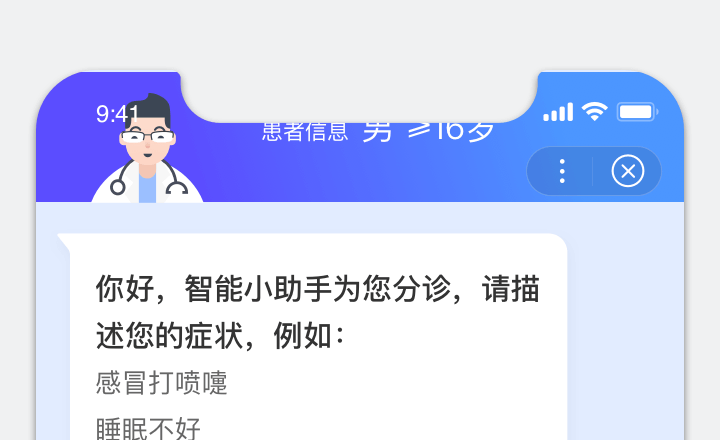 9:41
患者信息 男 ≥16岁
你好，智能小助手为您分诊，请描
述您的症状，例如：
感冒打喷嚏
睡眠不好